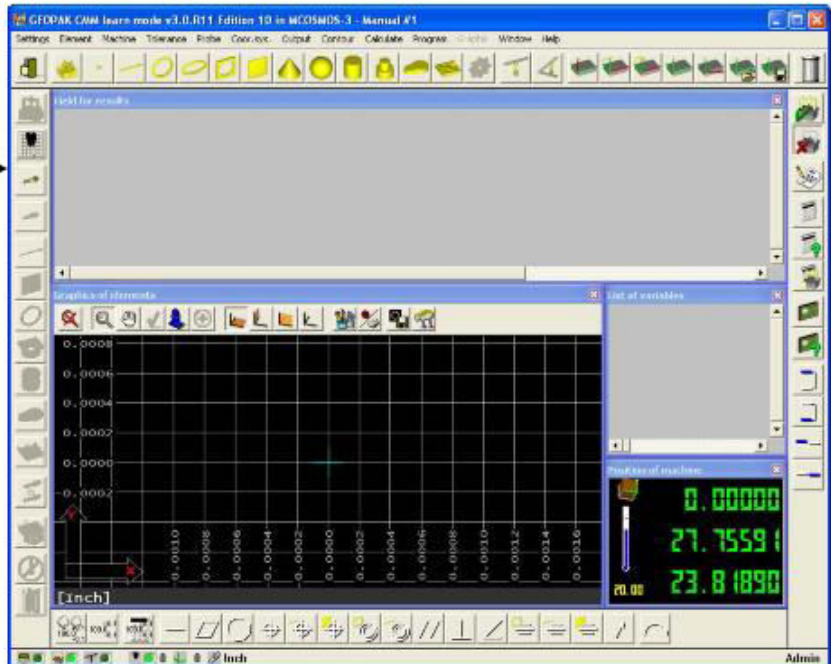 GEOPAK CMM learn mode v3.0.R11 Edition 10 in MCOSMOS-3 - Manual #1
Settings Element Machine Tolerance Probe Coor.sys. Output Contour Calculate Program Graphic Window Help
Field for results
Graphics of elements
List of variables
0.0008
0.0006
0.0004
0.0002
0.0000
-0.0002
Y
X
0.0010 0.0008 0.0006 0.0004 0.0002 0.0000 0.0002 0.0004 0.0006 0.0008 0.0010 0.0012 0.0014 0.0016
[Inch]
Position of machine
0.00000
27.75591
23.81890
20.00
0 0 Inch
Admin